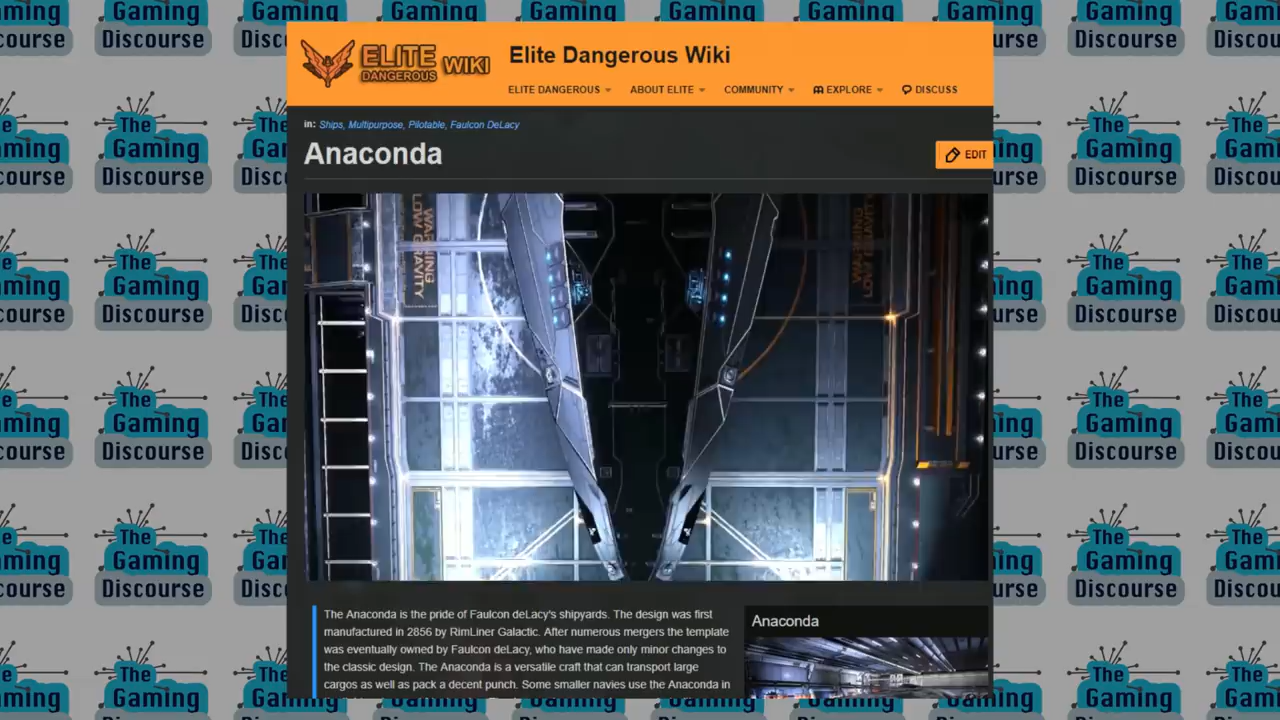 ELITE
DANGEROUS
WIKI
Elite Dangerous Wiki
ELITE DANGEROUS
ABOUT ELITE
COMMUNITY
EXPLORE
DISCUSS
in: Ships, Multipurpose, Pilotable, Faulcon DeLacy
Anaconda
EDIT
WARNING
LOW GRAVITY
WARNING
LOW GRAVITY
The Anaconda is the pride of Faulcon deLacy's shipyards. The design was first
manufactured in 2856 by RimLiner Galactic. After numerous mergers the template
was eventually owned by Faulcon deLacy, who have made only minor changes to
the classic design. The Anaconda is a versatile craft that can transport large
cargos as well as pack a decent punch. Some smaller navies use the Anaconda in
Anaconda
The
Gaming
Discourse